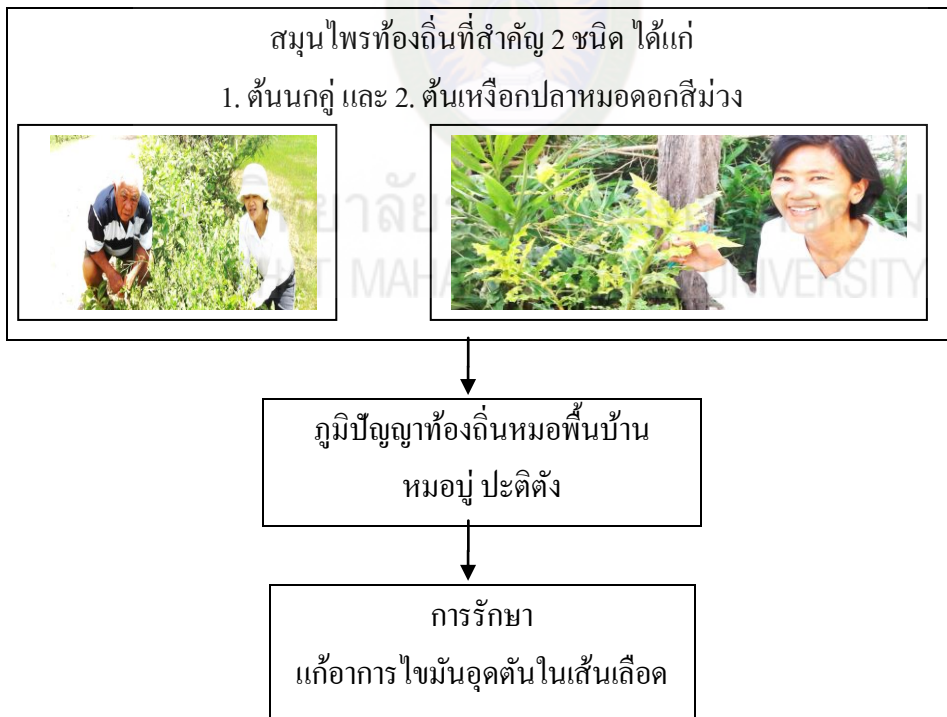 สมุนไพรท้องถิ่นที่สำคัญ 2 ชนิด ได้แก่
1. ต้นนกคู่ และ 2. ต้นเหงือกปลาหมอดอกสีม่วง
MAHA
UNIVERSITY
ภูมิปัญญาท้องถิ่นหมอพื้นบ้าน
หมอบู่ ปะติตัง
การรักษา
แก้อาการไขมันอุดตันในเส้นเลือด